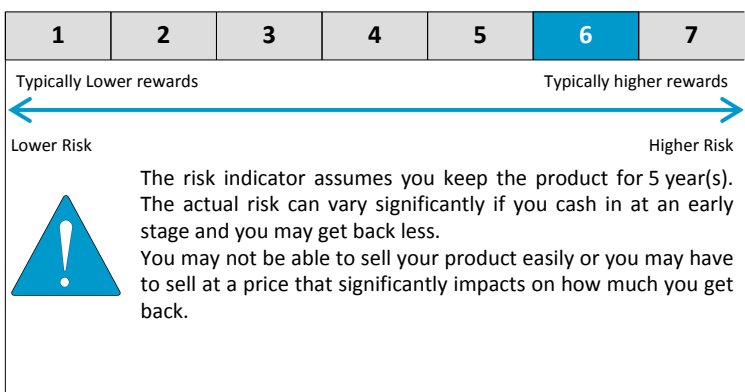 1 2 3 4 5 6 7
Typically Lower rewards Typically higher rewards
Lower Risk Higher Risk
The risk indicator assumes you keep the product for 5 year(s).
The actual risk can vary significantly if you cash in at an early
stage and you may get back less.
You may not be able to sell your product easily or you may have
to sell at a price that significantly impacts on how much you get
back.